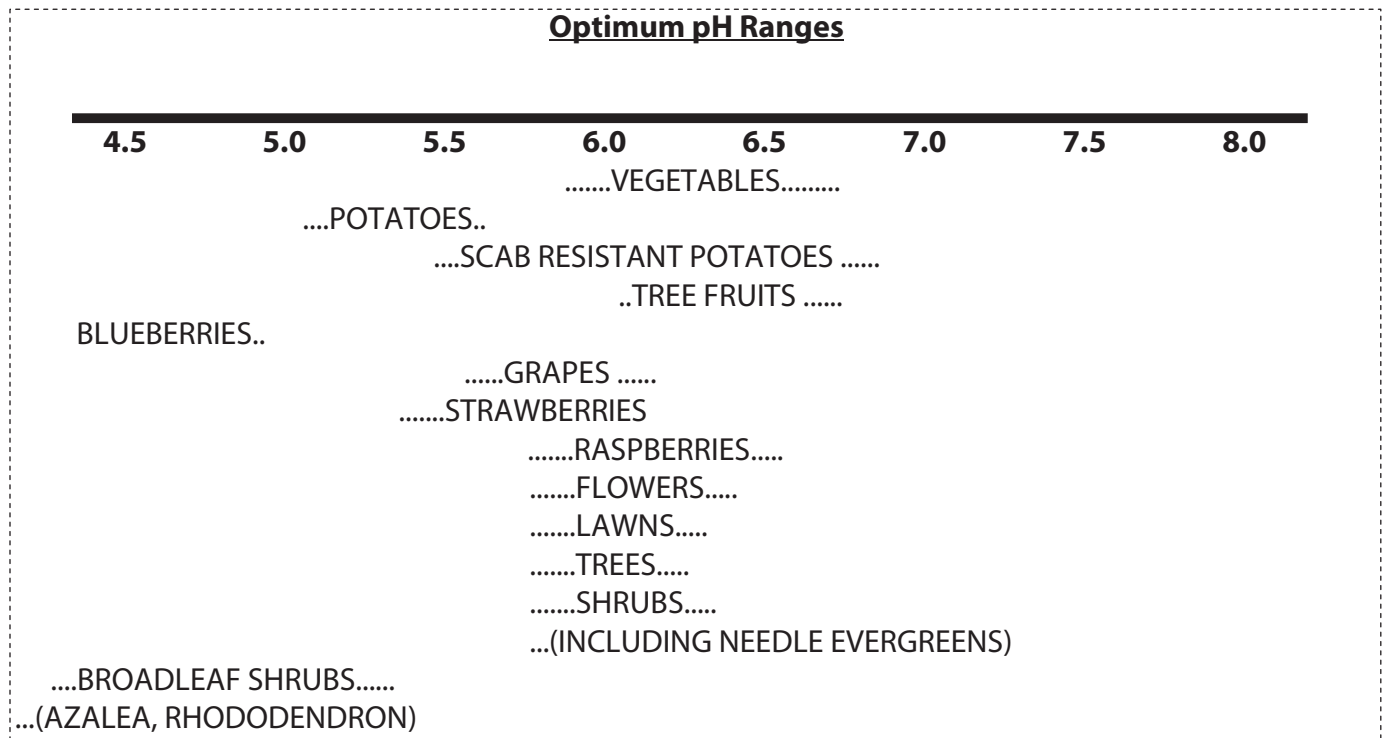 Optimum pH Ranges
4.5 5.0 5.5 6.0 6.5 7.0 7.5 8.0
.......VEGETABLES.........
....POTATOES..
....SCAB RESISTANT POTATOES ......
..TREE FRUITS ......
BLUEBERRIES..
......GRAPES ......
.......STRAWBERRIES
.......RASPBERRIES.....
.......FLOWERS.....
.......LAWNS.....
.......TREES.....
.......SHRUBS.....
...(INCLUDING NEEDLE EVERGREENS)
....BROADLEAF SHRUBS......
...(AZALEA, RHODODENDRON)